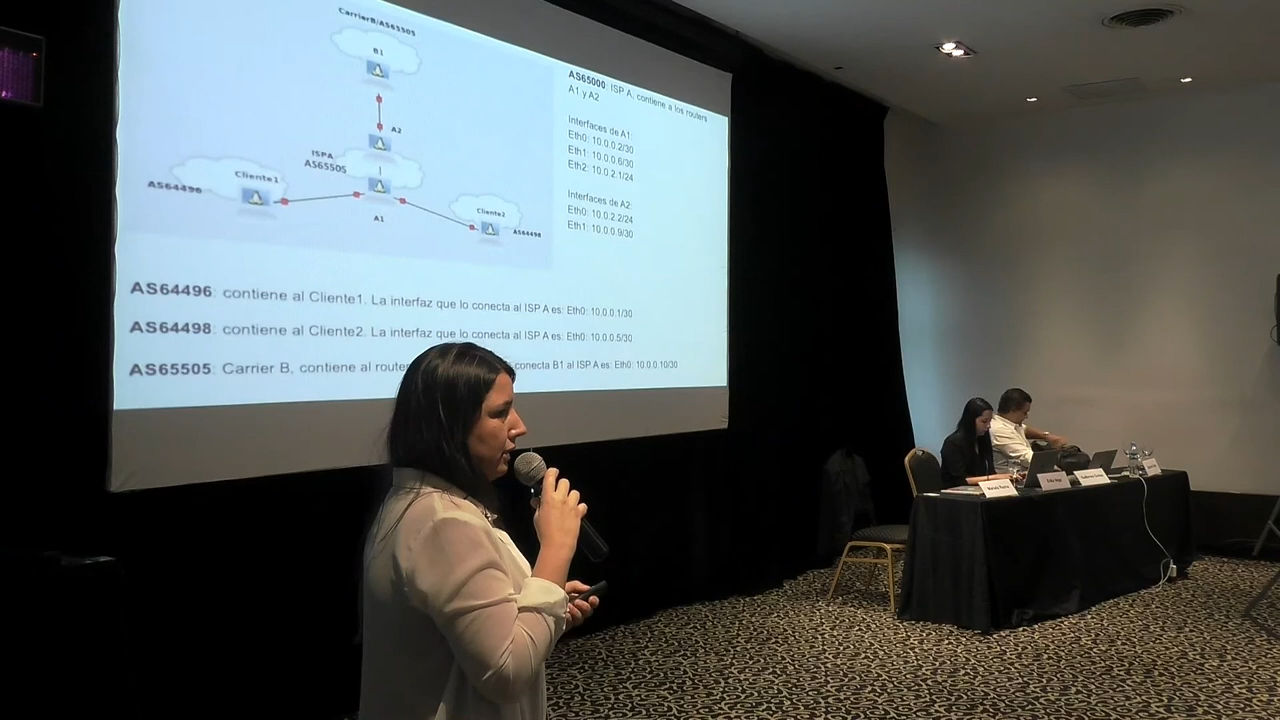 CarrierB/AS65505
B1
A2
ISPA
AS65505
Cliente1
AS64496
A1
Cliente2
AS64498
AS65000: ISP A, contiene a los routers
A1 y A2
Interfaces de A1:
Eth0: 10.0.0.2/30
Eth1: 10.0.0.6/30
Eth2: 10.0.2.1/24
Interfaces de A2:
Eth0: 10.0.2.2/24
Eth1: 10.0.0.9/30
AS64496: contiene al Cliente1. La interfaz que lo conecta al ISP A es: Eth0: 10.0.0.1/30
AS64498: contiene al Cliente2. La interfaz que lo conecta al ISP A es: Eth0: 10.0.0.5/30
AS65505: Carrier B, contiene al route conecta B1 al ISP A es: Eth0: 10.0.0.10/30